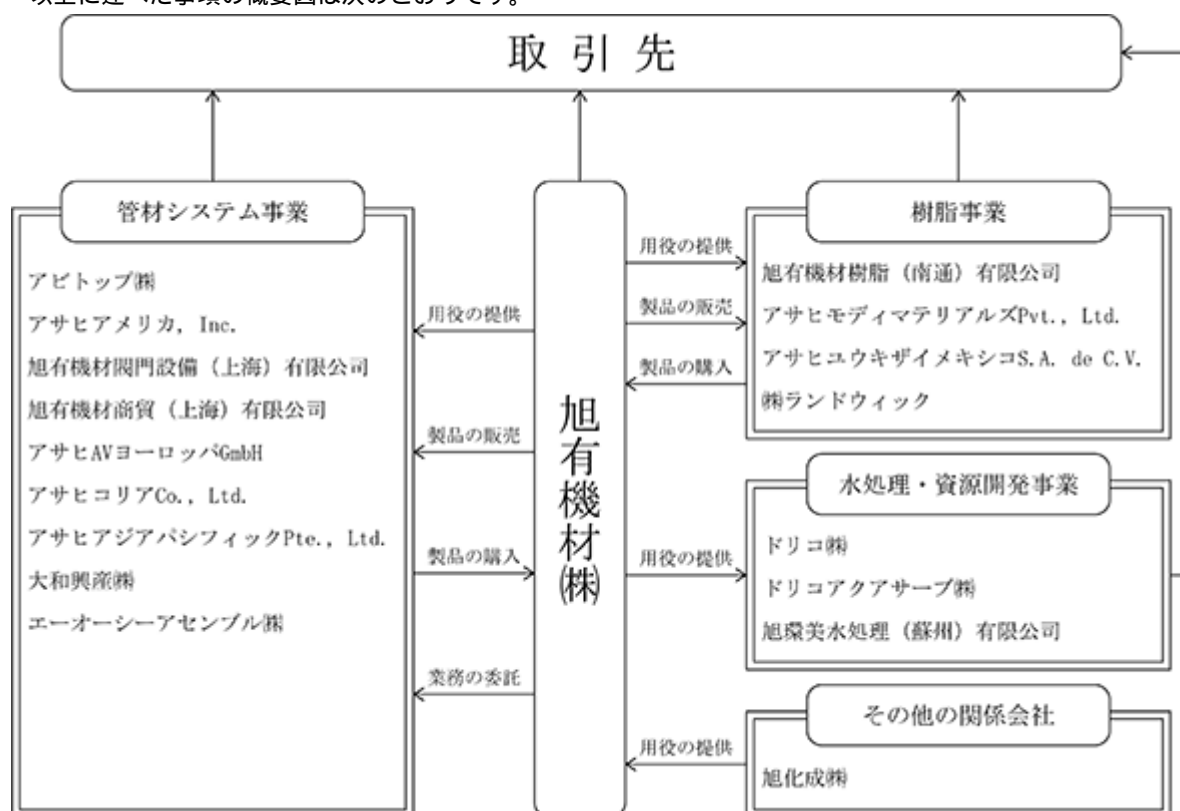 以上に述べた事項の概要図は次のとおりです。
取引先
管材システム事業
アビトップ㈱
アサヒアメリカ, Inc.
旭有機材閥門設備（上海）有限公司
旭有機材商貿（上海）有限公司
アサヒAVヨーロッパGmbH
アサヒコリアCo., Ltd.
アサヒアジアパシフィックPte., Ltd.
大和興産㈱
エーオーシーアセンブル㈱
用役の提供
製品の販売
製品の購入
業務の委託
旭有機材㈱
用役の提供
製品の販売
製品の購入
樹脂事業
旭有機材樹脂（南通）有限公司
アサヒモディマテリアルズPvt., Ltd.
アサヒユウキザイメキシコS.A. de C.V.
㈱ランドウィック
用役の提供
水処理・資源開発事業
ドリコ㈱
ドリコアクアサーブ㈱
旭環美水処理（蘇州）有限公司
用役の提供
その他の関係会社
旭化成㈱